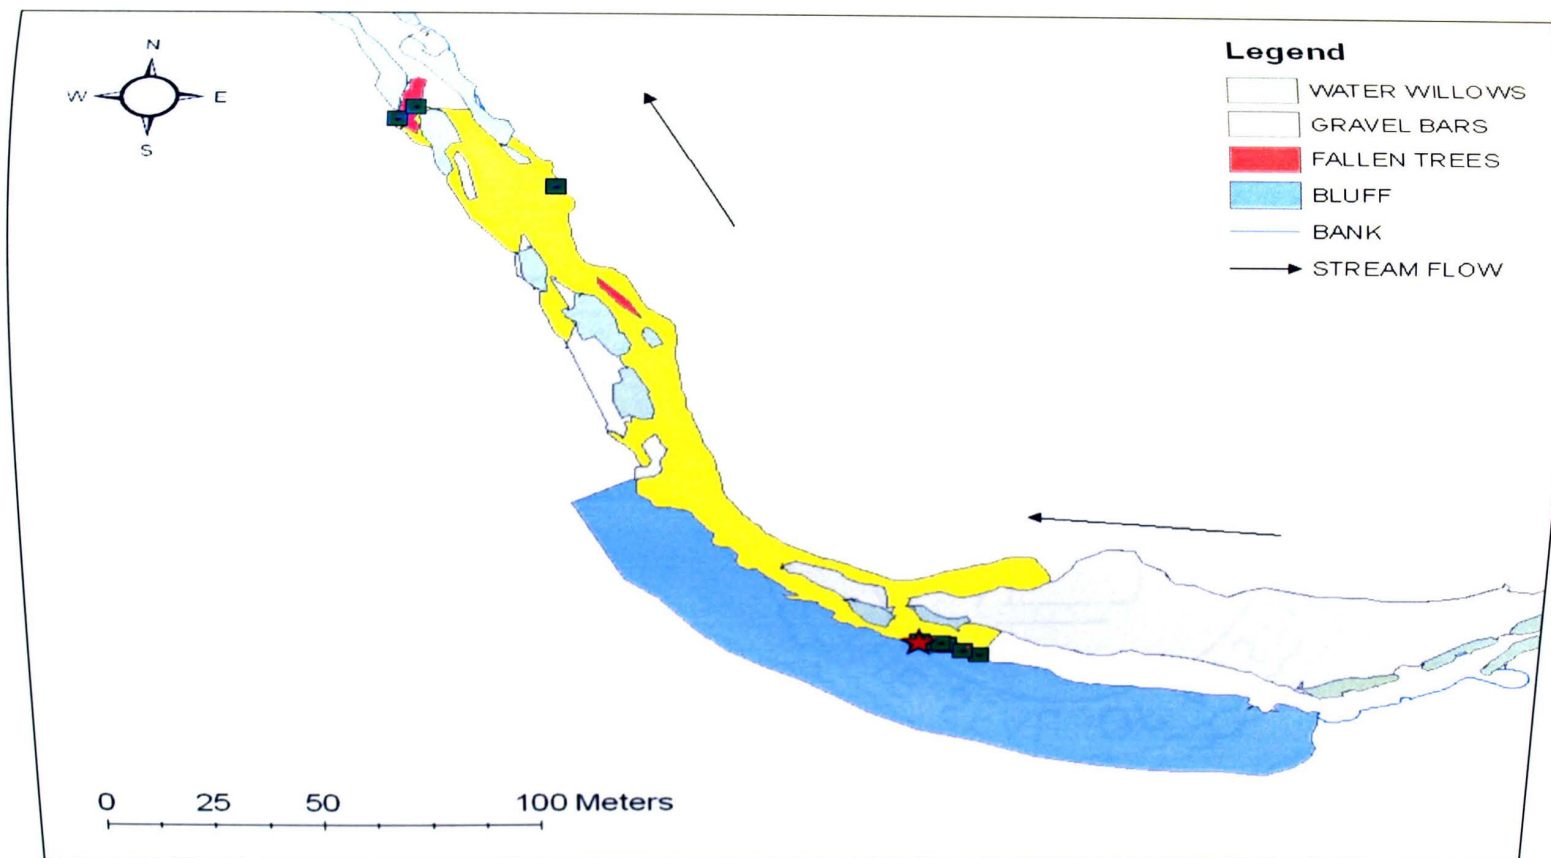 N
W E
S
Legend
WATER WILLOWS
GRAVEL BARS
FALLEN TREES
BLUFF
BANK
STREAM FLOW
0 25 50 100 Meters